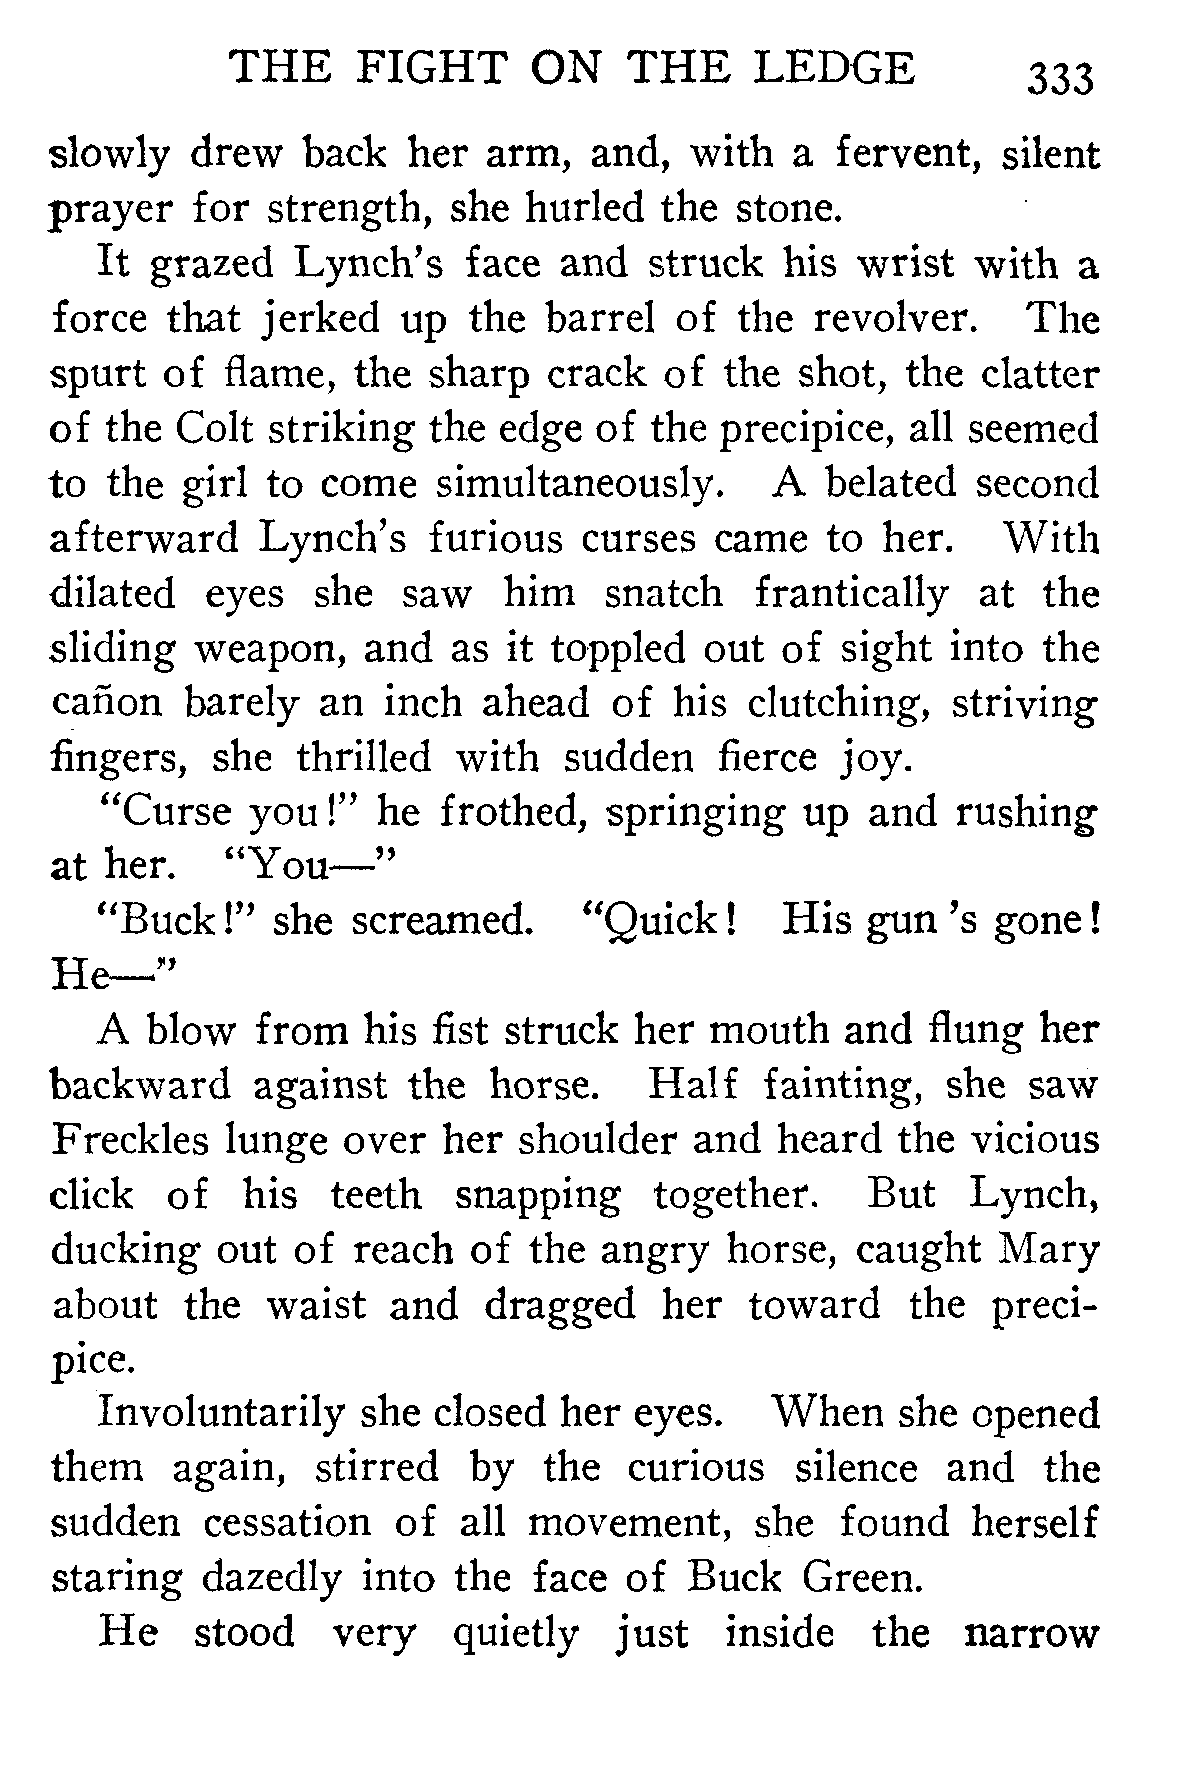 THE FIGHT ON THE LEDGE 333
slowly drew back her arm, and, with a fervent, silent
prayer for strength, she hurled the stone.
It grazed Lynch's face and struck his wrist with a
force that jerked up the barrel of the revolver. The
spurt of flame, the sharp crack of the shot, the clatter
of the Colt striking the edge of the precipice, all seemed
to the girl to come simultaneously. A belated second
afterward Lynch's furious curses came to her. With
dilated eyes she saw him snatch frantically at the
sliding weapon, and as it toppled out of sight into the
cañon barely an inch ahead of his clutching, striving
fingers, she thrilled with sudden fierce joy.
"Curse you!" he frothed, springing up and rushing
at her. "You—"
"Buck!" she screamed. "Quick! His gun 's gone!
He—"
A blow from his fist struck her mouth and flung her
backward against the horse. Half fainting, she saw
Freckles lunge over her shoulder and heard the vicious
click of his teeth snapping together. But Lynch,
ducking out of reach of the angry horse, caught Mary
about the waist and dragged her toward the preci-
pice.
Involuntarily she closed her eyes. When she opened
them again, stirred by the curious silence and the
sudden cessation of all movement, she found herself
staring dazedly into the face of Buck Green.
He stood very quietly just inside the narrow